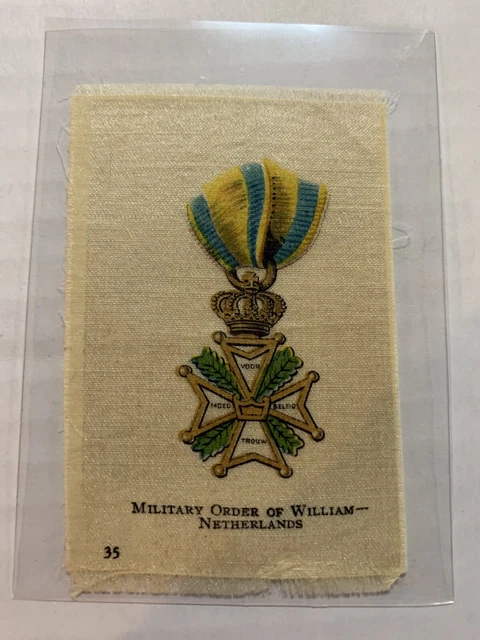 VOOR
MOED BELEID
TROUW
MILITARY ORDER OF WILLIAM—
NETHERLANDS
35